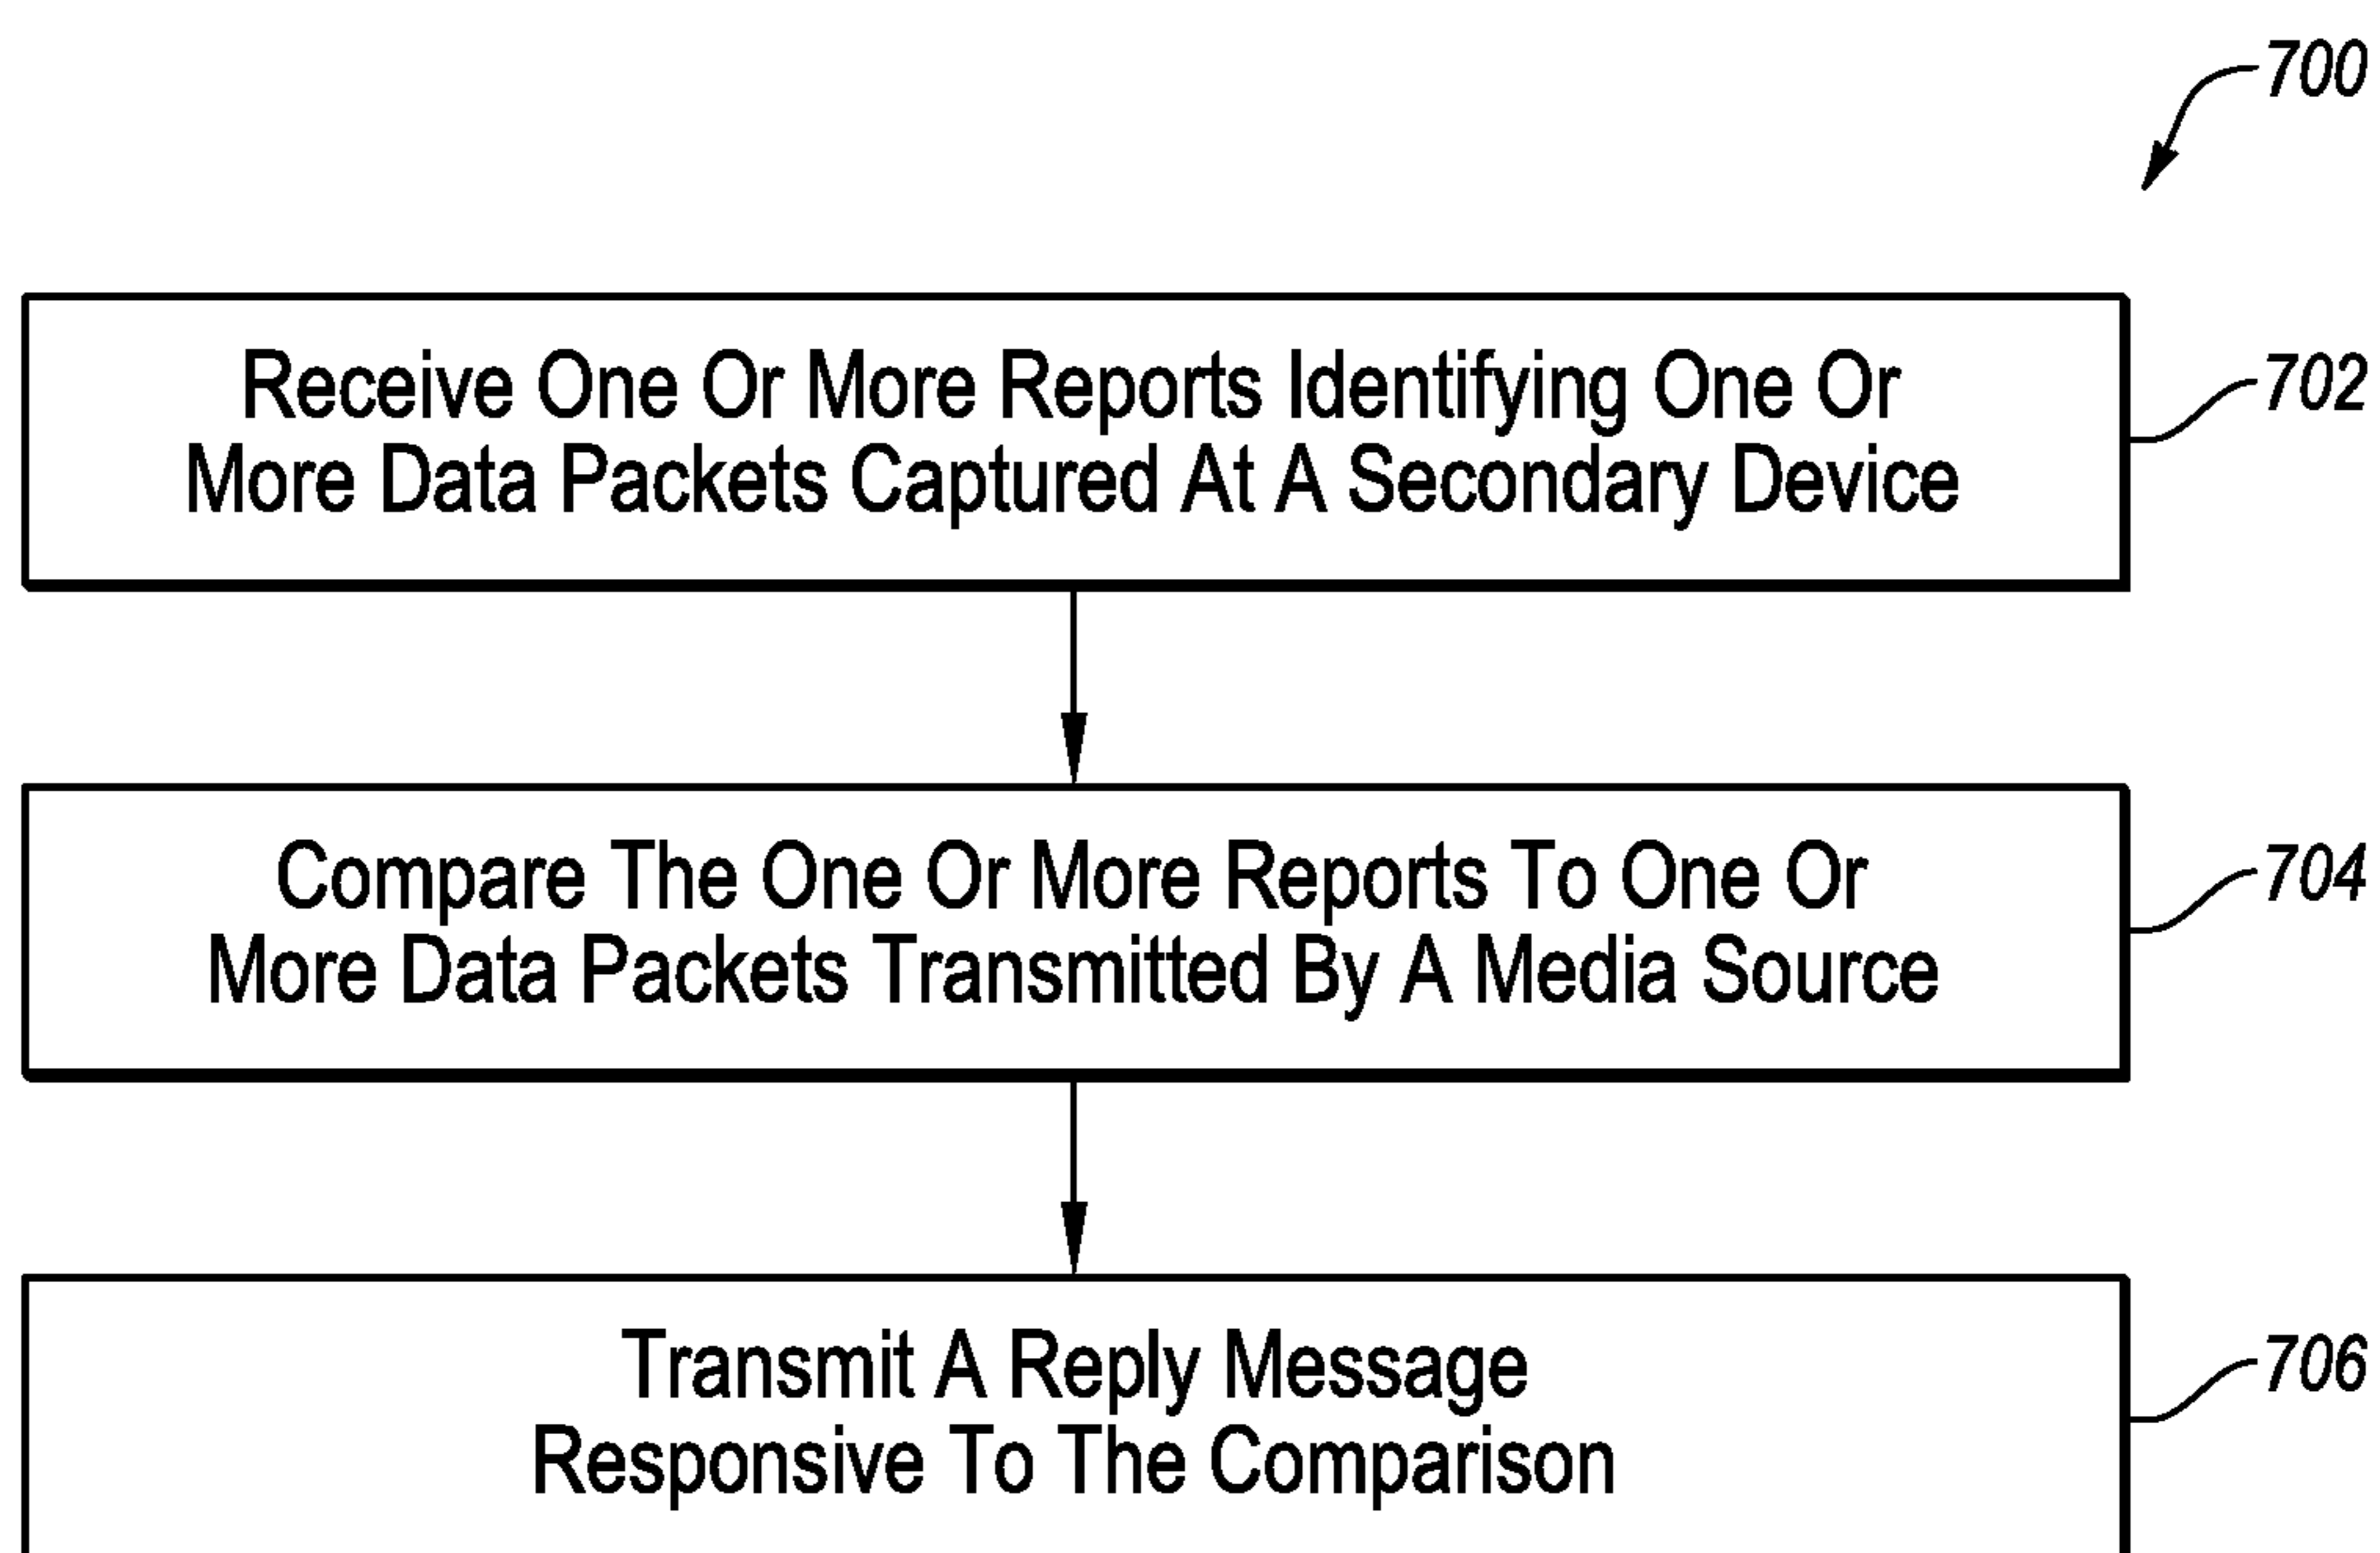 700
Receive One Or More Reports Identifying One Or
More Data Packets Captured At A Secondary Device
702
Compare The One Or More Reports To One Or
More Data Packets Transmitted By A Media Source
704
Transmit A Reply Message
Responsive To The Comparison
706